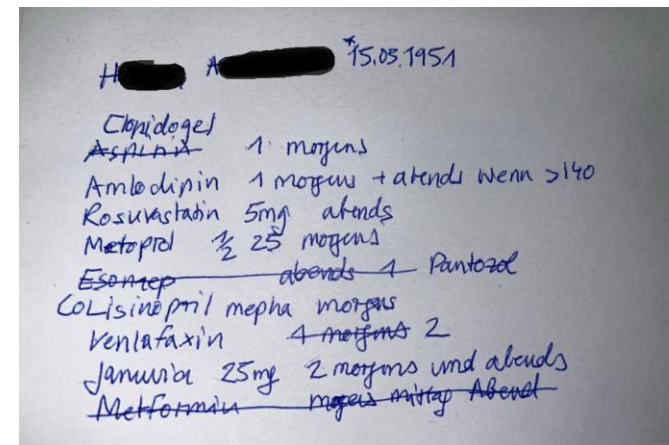 H A *15.03.1951
Clopidogel
Aspirin 1 morgens
Amlodipin 1 morgens + abends wenn >140
Rosuvastatin 5mg abends
Metoprol 1/2 25 morgens
Esomep abends 1 Pantozol
CoLisinopril mepha morgens
Venlafaxin 4 morgens 2
Januvia 25mg 2 morgens und abends
Metformin morgens mittag Abend